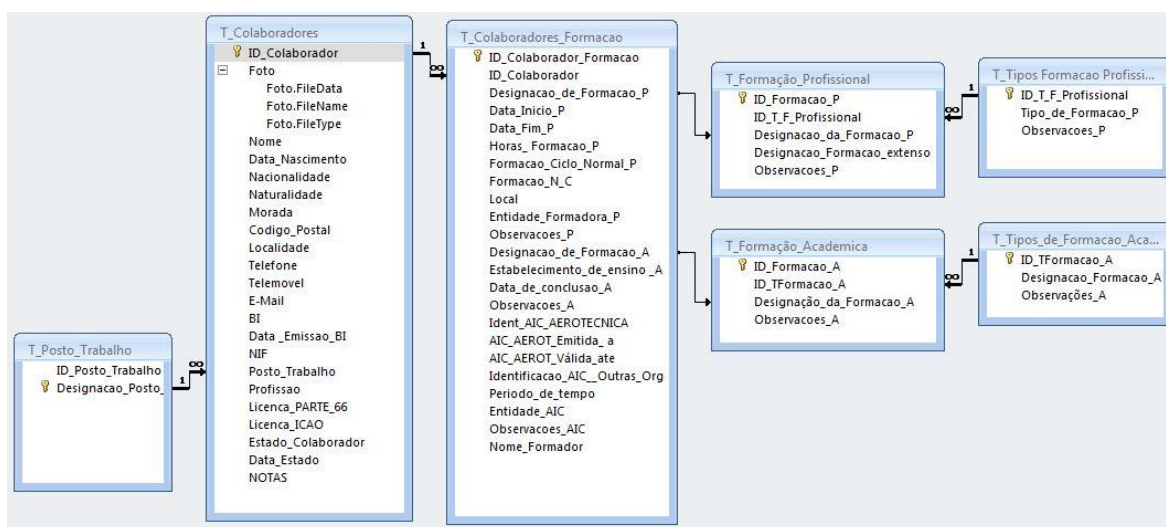 T_Colaboradores
ID_Colaborador
Foto
Foto.FileData
Foto.FileName
Foto.FileType
Nome
Data_Nascimento
Nacionalidade
Naturalidade
Morada
Codigo_Postal
Localidade
Telefone
Telemovel
E-Mail
BI
Data _Emissao_BI
NIF
Posto_Trabalho
Profissao
Licenca_PARTE_66
Licenca_ICAO
Estado_Colaborador
Data_Estado
NOTAS
1
∞
T_Colaboradores_Formacao
ID_Colaborador_Formacao
ID_Colaborador
Designacao_de_Formacao_P
Data_Inicio_P
Data_Fim_P
Horas_ Formacao_P
Formacao_Ciclo_Normal_P
Formacao_N_C
Local
Entidade_Formadora_P
Observacoes_P
Designacao_de_Formacao_A
Estabelecimento_de_ensino _A
Data_de_conclusao_A
Observacoes_A
Ident_AIC_AEROTECNICA
AIC_AEROT_Emitida_ a
AIC_AEROT_Válida_ate
Identificacao_AIC__Outras_Org
Periodo_de_tempo
Entidade_AIC
Observacoes_AIC
Nome_Formador
T_Formação_Profissional
ID_Formacao_P
ID_T_F_Profissional
Designacao_da_Formacao_P
Designacao_Formacao_extenso
Observacoes_P
1
∞
T_Tipos Formacao Profissi...
ID_T_F_Profissional
Tipo_de_Formacao_P
Observacoes_P
T_Formação_Academica
ID_Formacao_A
ID_TFormacao_A
Designação_da_Formacao_A
Observacoes_A
1
∞
T_Tipos_de_Formacao_Aca...
ID_TFormacao_A
Designacao_Formacao_A
Observações_A
T_Posto_Trabalho
ID_Posto_Trabalho
Designacao_Posto_
1
∞